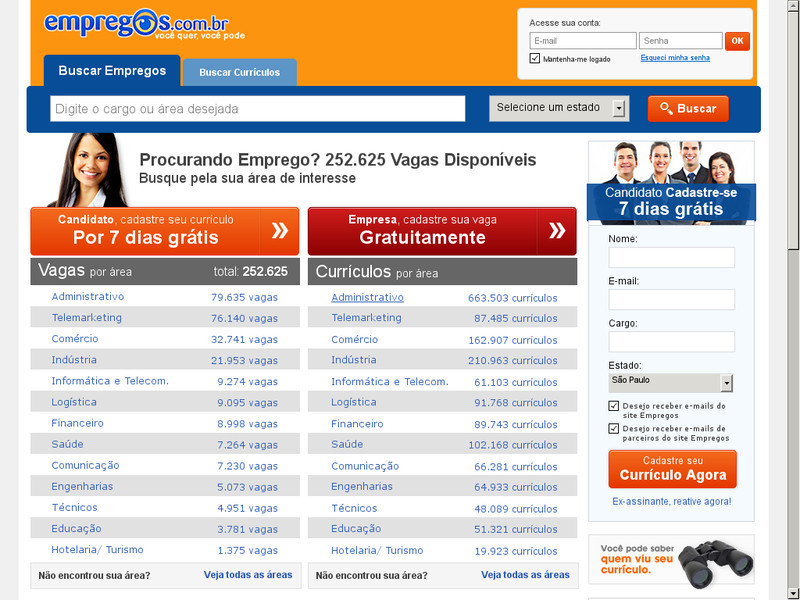 empregos.com.br
você quer, você pode
Acesse sua conta:
E-mail
Senha
OK
Mantenha-me logado
Esqueci minha senha
Buscar Empregos
Buscar Currículos
Digite o cargo ou área desejada
Selecione um estado
Buscar
Procurando Emprego? 252.625 Vagas Disponíveis
Busque pela sua área de interesse
Candidato, cadastre seu currículo
Por 7 dias grátis
»
Empresa, cadastre sua vaga
Gratuitamente
»
Vagas por área total: 252.625
Administrativo 79.635 vagas
Telemarketing 76.140 vagas
Comércio 32.741 vagas
Indústria 21.953 vagas
Informática e Telecom. 9.274 vagas
Logística 9.095 vagas
Financeiro 8.998 vagas
Saúde 7.264 vagas
Comunicação 7.230 vagas
Engenharias 5.073 vagas
Técnicos 4.951 vagas
Educação 3.781 vagas
Hotelaria/ Turismo 1.375 vagas
Não encontrou sua área? Veja todas as áreas
Currículos por área
Administrativo 663.503 currículos
Telemarketing 87.485 currículos
Comércio 162.907 currículos
Indústria 210.963 currículos
Informática e Telecom. 61.103 currículos
Logística 91.768 currículos
Financeiro 89.743 currículos
Saúde 102.168 currículos
Comunicação 66.281 currículos
Engenharias 64.933 currículos
Técnicos 48.089 currículos
Educação 51.321 currículos
Hotelaria/ Turismo 19.923 currículos
Não encontrou sua área? Veja todas as áreas
Candidato Cadastre-se
7 dias grátis
Nome:
E-mail:
Cargo:
Estado:
São Paulo
Desejo receber e-mails do
site Empregos
Desejo receber e-mails de
parceiros do site Empregos
Cadastre seu
Currículo Agora
Ex-assinante, reative agora!
Você pode saber
quem viu seu
currículo.